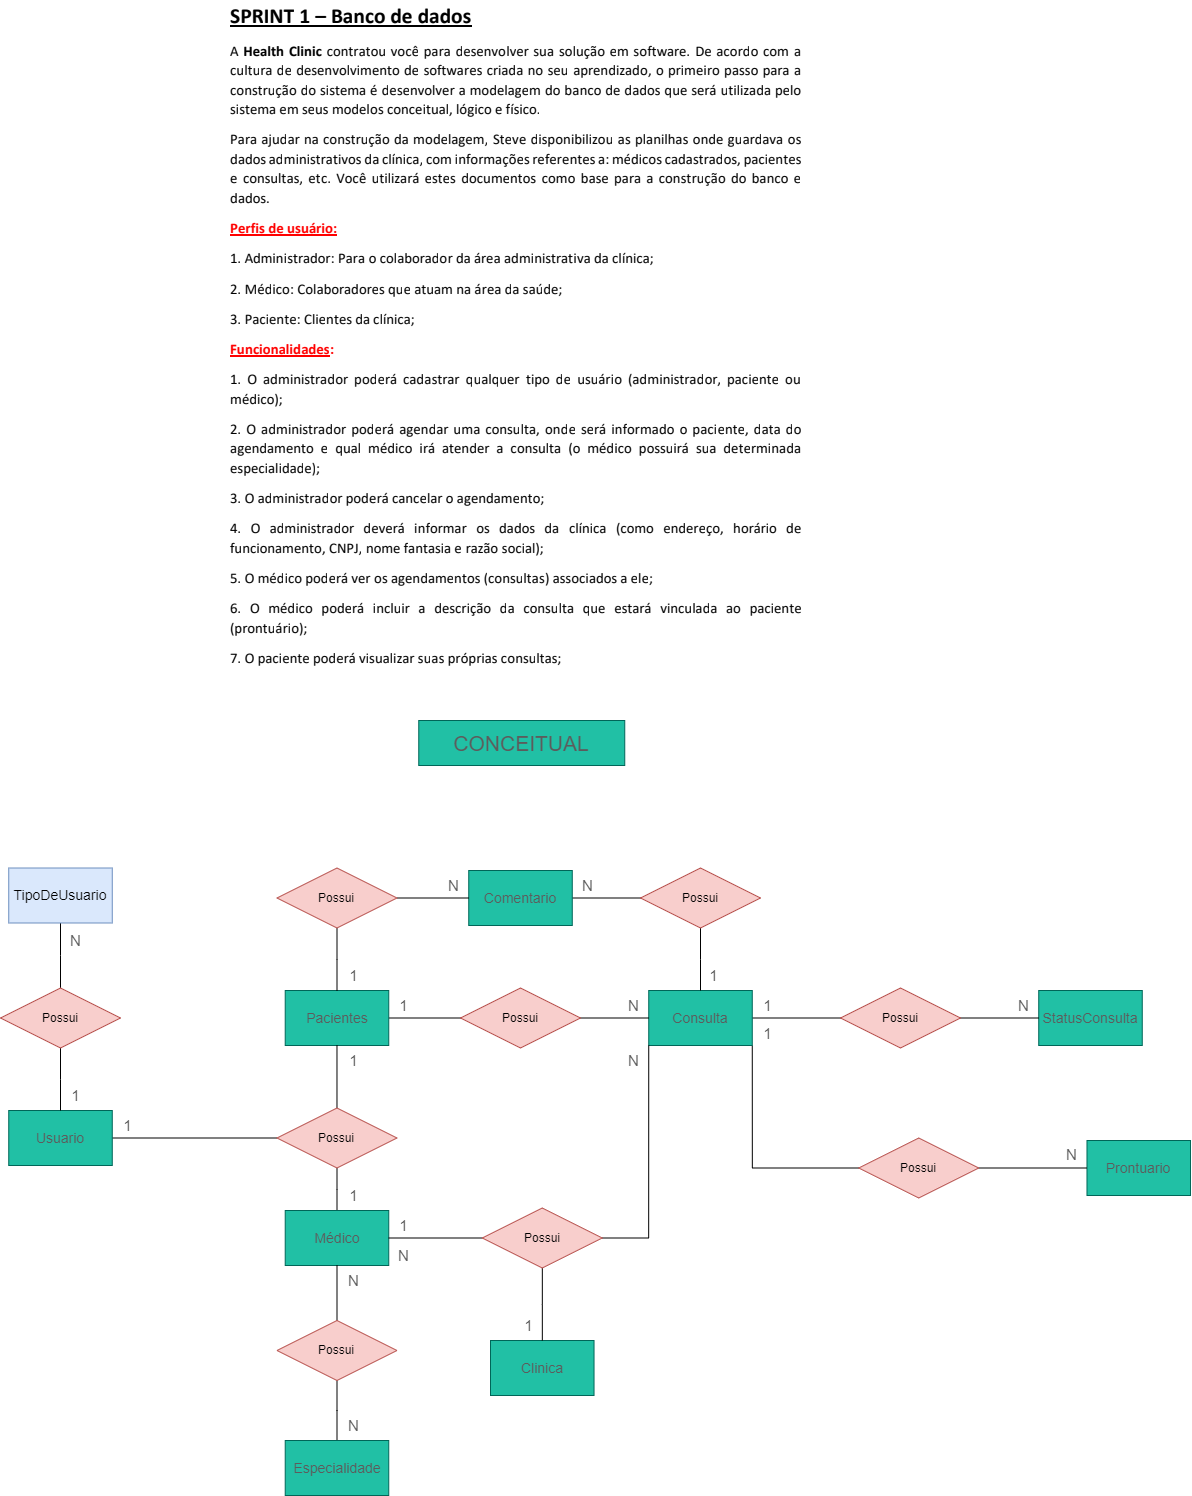 SPRINT 1 – Banco de dados
A Health Clinic contratou você para desenvolver sua solução em software. De acordo com a
cultura de desenvolvimento de softwares criada no seu aprendizado, o primeiro passo para a
construção do sistema é desenvolver a modelagem do banco de dados que será utilizada pelo
sistema em seus modelos conceitual, lógico e físico.
Para ajudar na construção da modelagem, Steve disponibilizou as planilhas onde guardava os
dados administrativos da clínica, com informações referentes a: médicos cadastrados, pacientes
e consultas, etc. Você utilizará estes documentos como base para a construção do banco e
dados.
Perfis de usuário:
1. Administrador: Para o colaborador da área administrativa da clínica;
2. Médico: Colaboradores que atuam na área da saúde;
3. Paciente: Clientes da clínica;
Funcionalidades:
1. O administrador poderá cadastrar qualquer tipo de usuário (administrador, paciente ou
médico);
2. O administrador poderá agendar uma consulta, onde será informado o paciente, data do
agendamento e qual médico irá atender a consulta (o médico possuirá sua determinada
especialidade);
3. O administrador poderá cancelar o agendamento;
4. O administrador deverá informar os dados da clínica (como endereço, horário de
funcionamento, CNPJ, nome fantasia e razão social);
5. O médico poderá ver os agendamentos (consultas) associados a ele;
6. O médico poderá incluir a descrição da consulta que estará vinculada ao paciente
(prontuário);
7. O paciente poderá visualizar suas próprias consultas;
CONCEITUAL
TipoDeUsuario
Possui
N
Comentario
N
Possui
N
1
1
Possui
Pacientes
1
Possui
N
Consulta
1
Possui
N
StatusConsulta
1
1
N
1
Usuario
1
Possui
Possui
N
Prontuario
1
Médico
1
N
Possui
N
1
Possui
Clinica
N
Especialidade